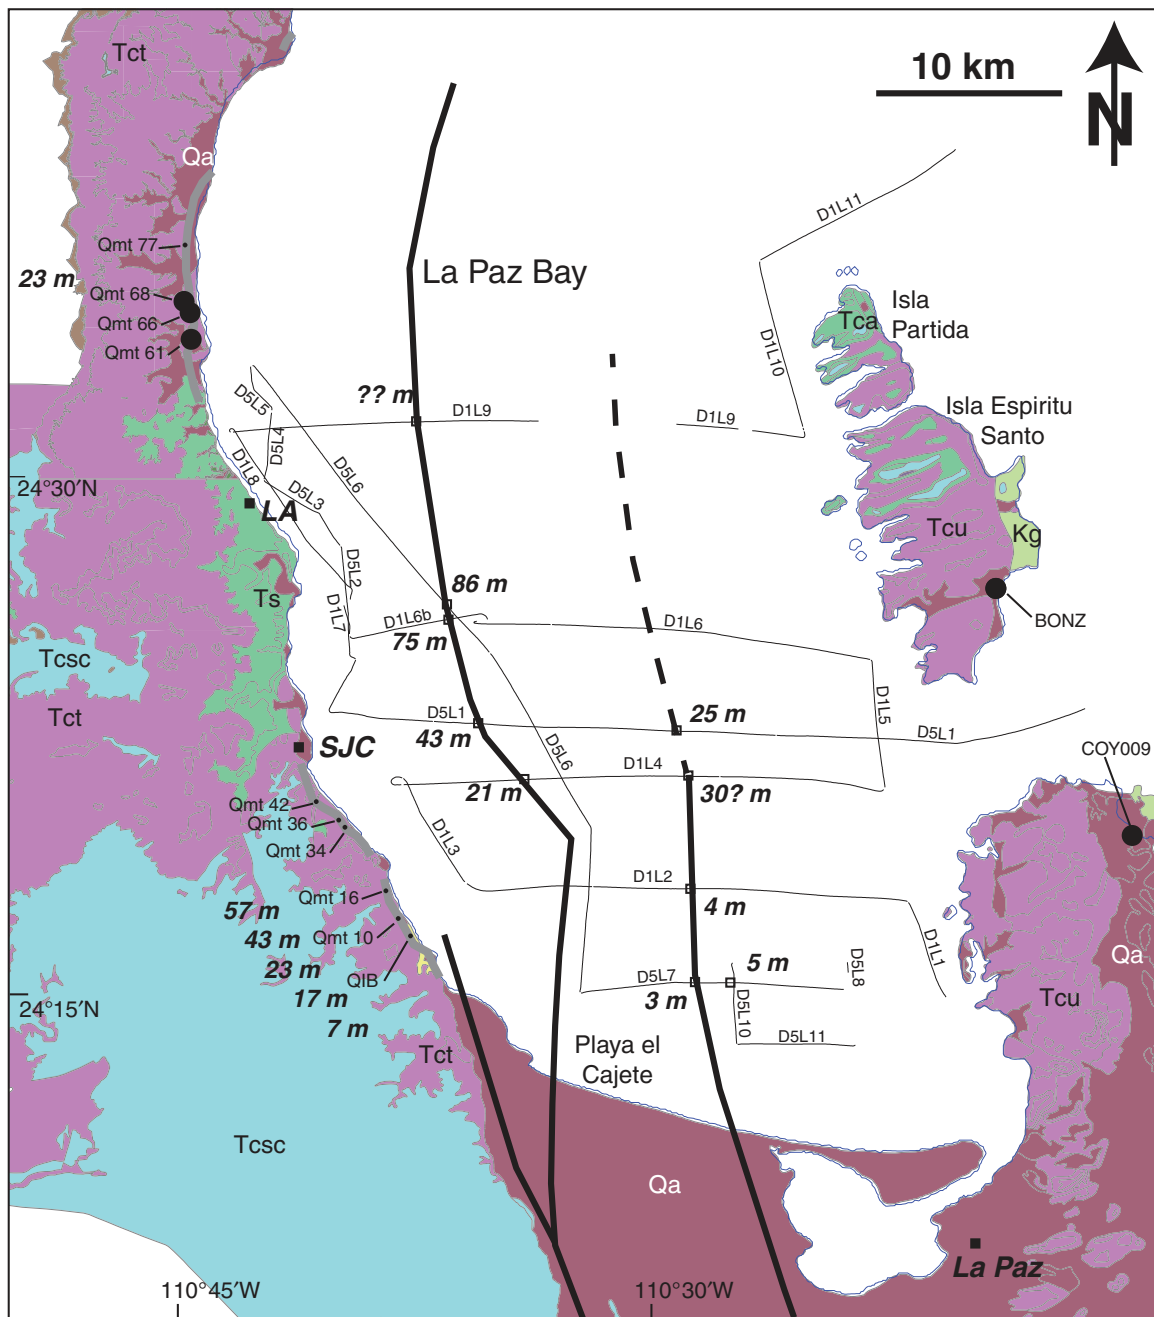 Tct
10 km
N
Qa
D1L11
Qmt 77
23 m
La Paz Bay
Qmt 68
Isla
Partida
Tca
Qmt 66
Qmt 61
D1L10
?? m
D5L5
D1L9
D1L9
Isla Espiritu
Santo
D5L4
D5L6
D1L8
24°30′N
D5L3
LA
Tcu
Kg
D5L2
86 m
Ts
D1L7
D1L6b
D1L6
BONZ
75 m
Tcsc
Tct
D1L5
D5L1
25 m
43 m
D5L1
SJC
D5L6
COY009
D1L4
21 m
30? m
Qmt 42
Qmt 36
Qmt 34
D1L3
D1L2
Qmt 16
57 m
4 m
43 m
Qmt 10
D1L1
Qa
23 m
QIB
5 m
D5L8
D5L7
17 m
3 m
Tcu
24°15′N
D5L10
7 m
D5L11
Playa el
Cajete
Tct
Tcsc
Qa
La Paz
110°45′W
110°30′W